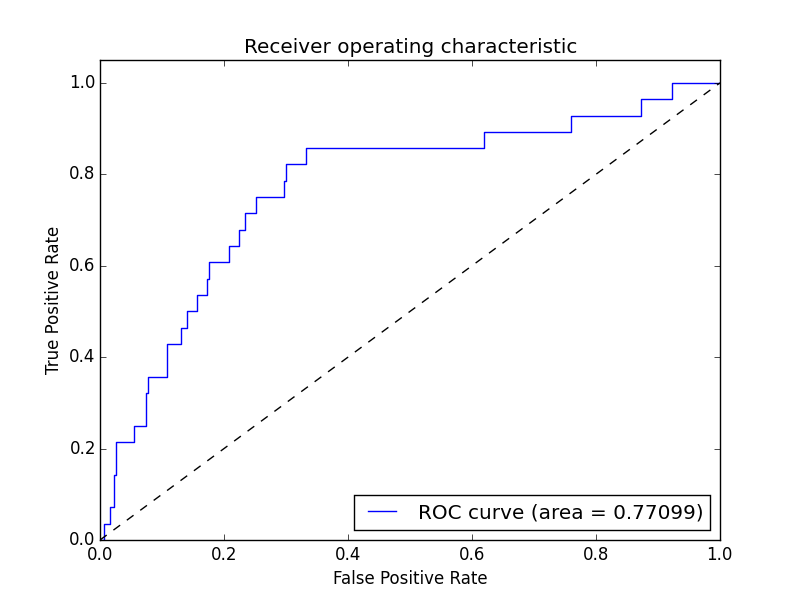 Receiver operating characteristic
True Positive Rate
1.0
0.8
0.6
0.4
0.2
0.0
ROC curve (area = 0.77099)
0.0 0.2 0.4 0.6 0.8 1.0
False Positive Rate